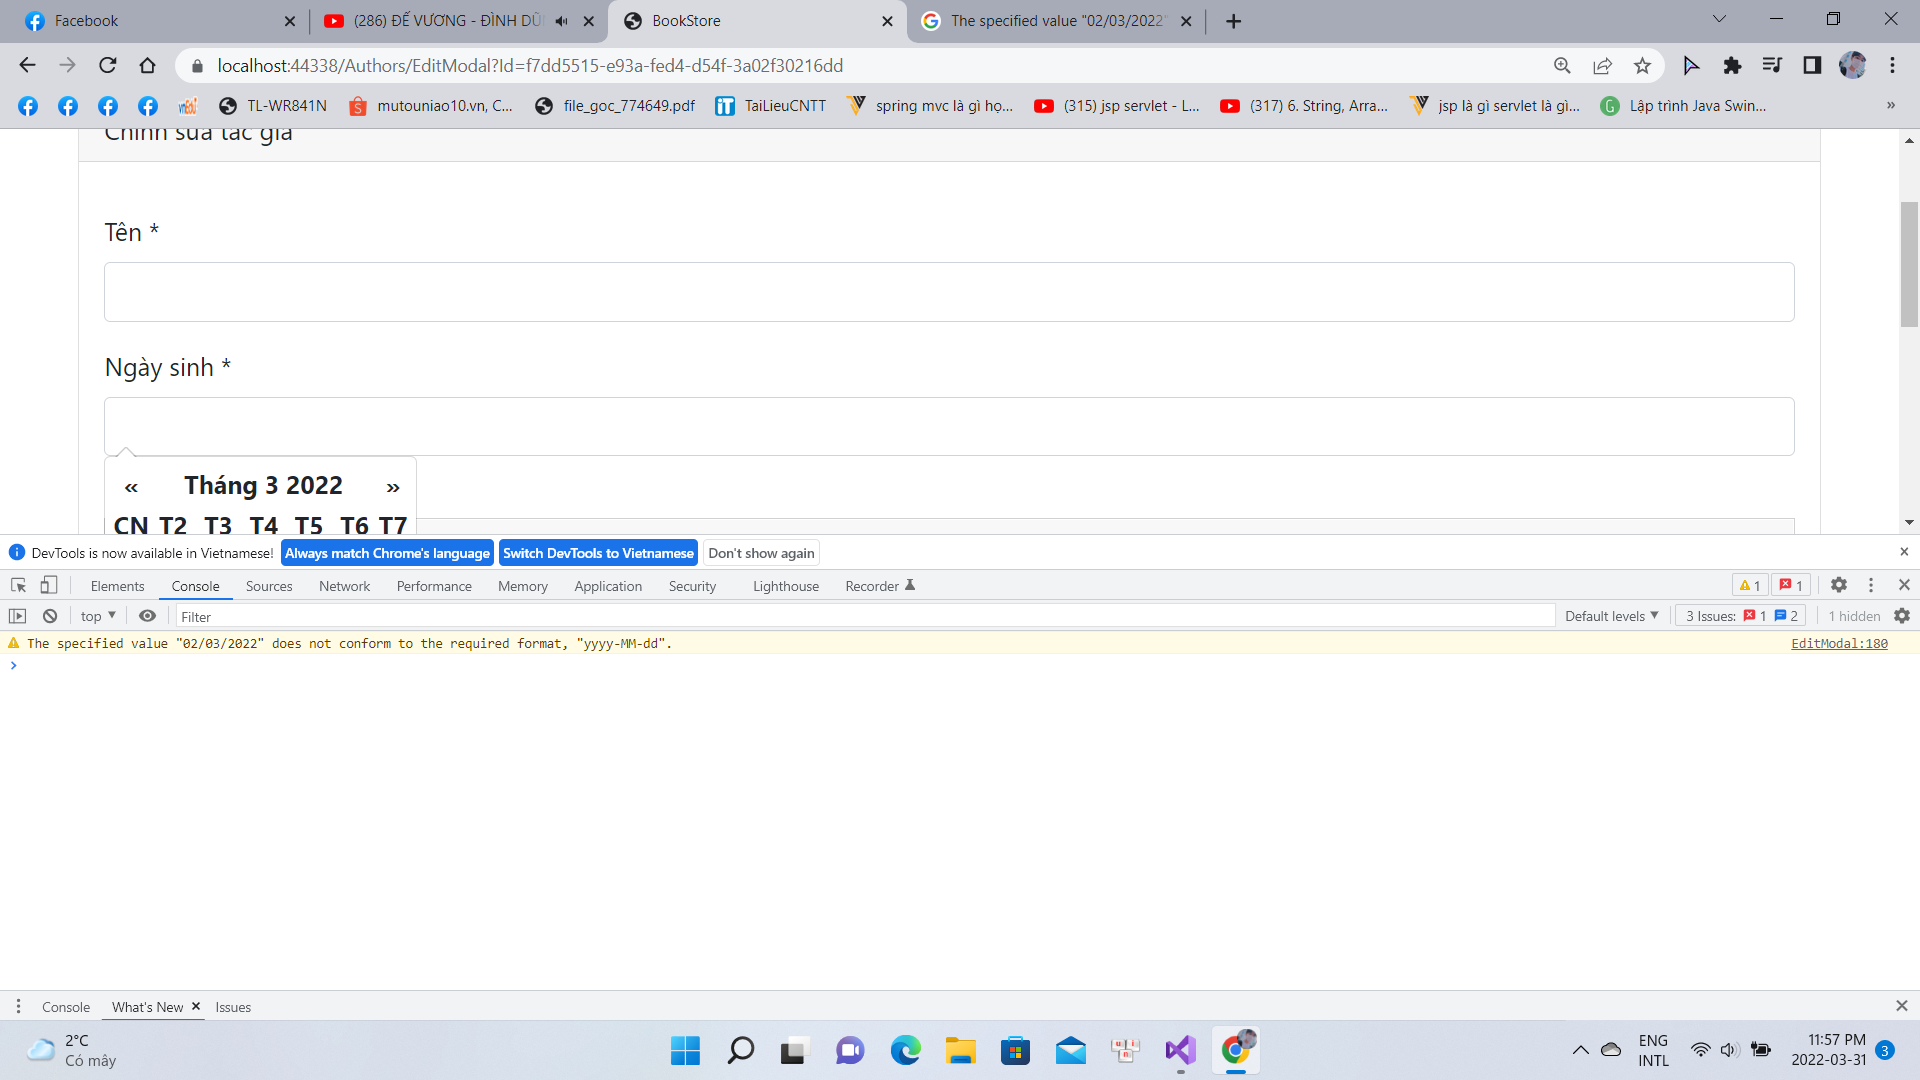 Facebook
(286) ĐẾ VƯƠNG - ĐÌNH DŨ
BookStore
The specified value "02/03/2022"
localhost:44338/Authors/EditModal?Id=f7dd5515-e93a-fed4-d54f-3a02f30216dd
TL-WR841N
mutouniao10.vn, C...
file_goc_774649.pdf
TaiLieuCNTT
spring mvc là gì họ...
(315) jsp servlet - L...
(317) 6. String, Arra...
jsp là gì servlet là gì...
Lập trình Java Swin...
»
Chỉnh sửa tác giả
Tên *
Ngày sinh *
« Tháng 3 2022 »
CN T2 T3 T4 T5 T6 T7
DevTools is now available in Vietnamese! Always match Chrome's language Switch DevTools to Vietnamese Don't show again
Elements Console Sources Network Performance Memory Application Security Lighthouse Recorder 1 1
top Filter Default levels 3 Issues: 1 2 1 hidden
The specified value "02/03/2022" does not conform to the required format, "yyyy-MM-dd". EditModal:180
Console What's New Issues
2°C
Có mây
ENG
INTL
11:57 PM
2022-03-31
3